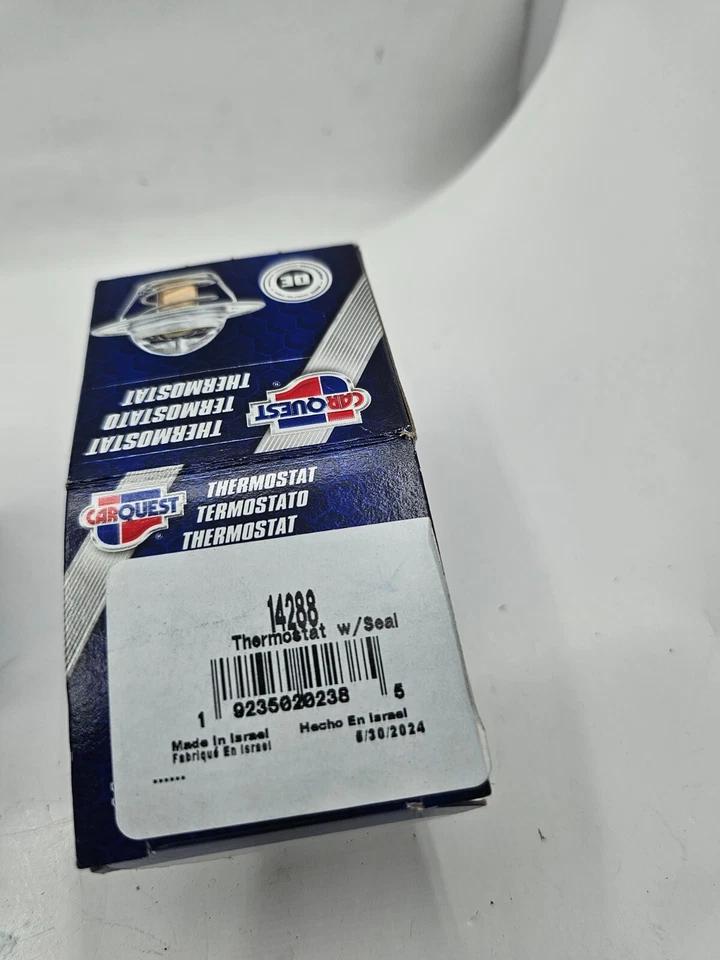 OE
CARQUEST
THERMOSTAT
TERMOSTATO
THERMOSTAT
CARQUEST
THERMOSTAT
TERMOSTATO
THERMOSTAT
14288
Thermostat w/Seal
1 9235020238 5
Made In Israel Hecho En Israel
Fabriqué En Israel 5/30/2024